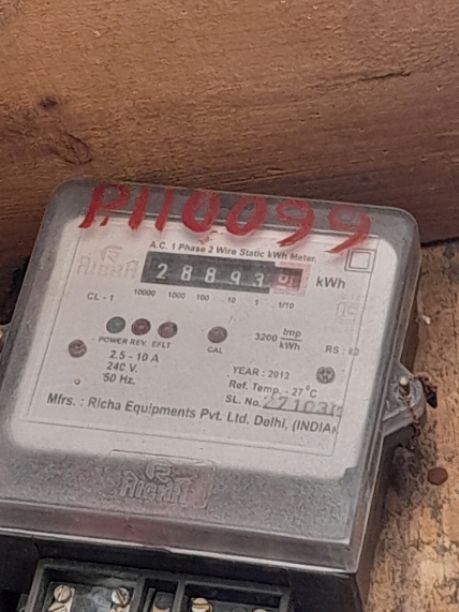 P110099
A.C. 1 Phase 2 Wire Static kWh Meter.
28893 kWh
10000 1000 100 10 1 1/10
CL - 1
POWER REV. EFLT
CAL
3200 imp/kWh
2.5 - 10 A
240 V.
50 Hz.
YEAR : 2012
Ref. Temp. - 27°C
SL. No.
Mfrs. : Richa Equipments Pvt. Ltd. Delhi, (INDIA